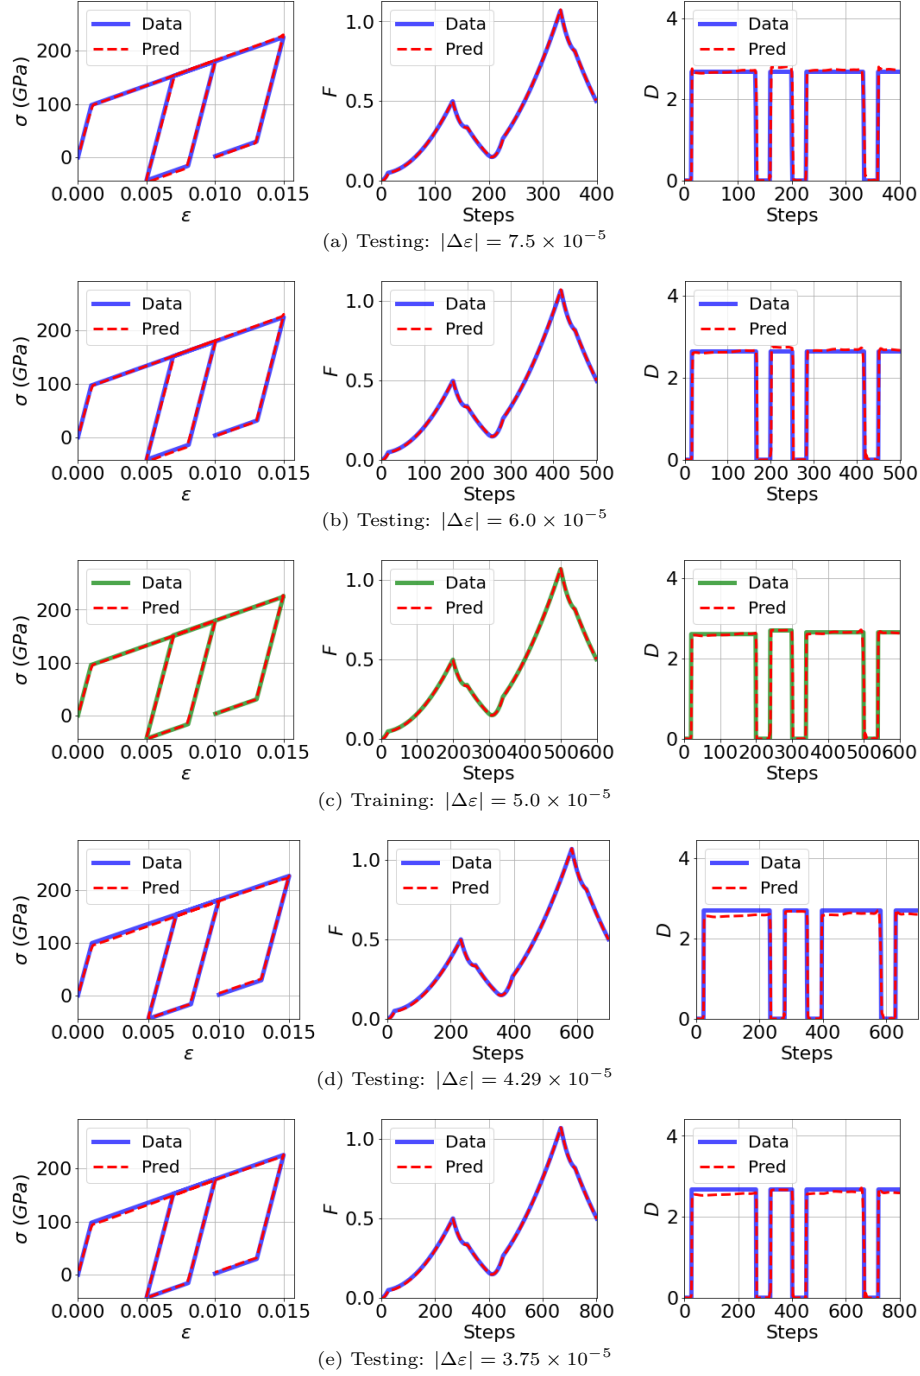 σ (GPa)
200
100
0
0.000 0.005 0.010 0.015
ε
Data
Pred
F
1.0
0.5
0.0
0 100 200 300 400
Steps
Data
Pred
D
4
2
0
0 100 200 300 400
Steps
Data
Pred
(a) Testing: |Δε| = 7.5 × 10⁻⁵
σ (GPa)
200
100
0
0.000 0.005 0.010 0.015
ε
Data
Pred
F
1.0
0.5
0.0
0 100 200 300 400 500
Steps
Data
Pred
D
4
2
0
0 100 200 300 400 500
Steps
Data
Pred
(b) Testing: |Δε| = 6.0 × 10⁻⁵
σ (GPa)
200
100
0
0.000 0.005 0.010 0.015
ε
Data
Pred
F
1.0
0.5
0.0
0 100 200 300 400 500 600
Steps
Data
Pred
D
4
2
0
0 100 200 300 400 500 600
Steps
Data
Pred
(c) Training: |Δε| = 5.0 × 10⁻⁵
σ (GPa)
200
100
0
0.000 0.005 0.010 0.015
ε
Data
Pred
F
1.0
0.5
0.0
0 200 400 600
Steps
Data
Pred
D
4
2
0
0 200 400 600
Steps
Data
Pred
(d) Testing: |Δε| = 4.29 × 10⁻⁵
σ (GPa)
200
100
0
0.000 0.005 0.010 0.015
ε
Data
Pred
F
1.0
0.5
0.0
0 200 400 600 800
Steps
Data
Pred
D
4
2
0
0 200 400 600 800
Steps
Data
Pred
(e) Testing: |Δε| = 3.75 × 10⁻⁵